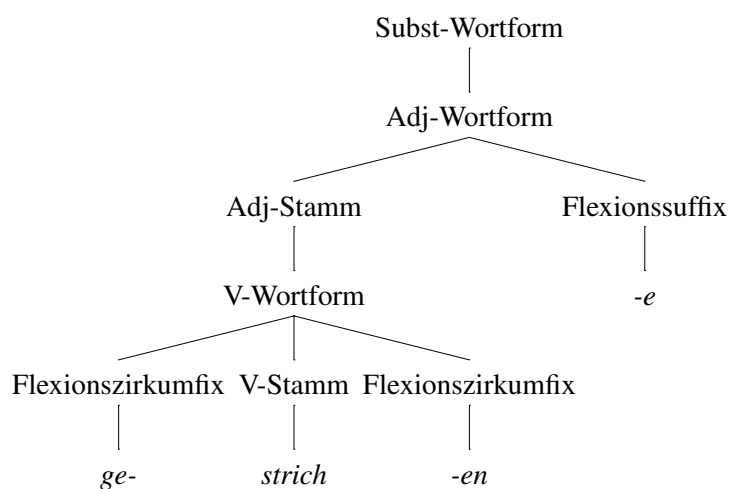 Subst-Wortform
Adj-Wortform
Adj-Stamm Flexionssuffix
V-Wortform -e
Flexionszirkumfix V-Stamm Flexionszirkumfix
ge- strich -en